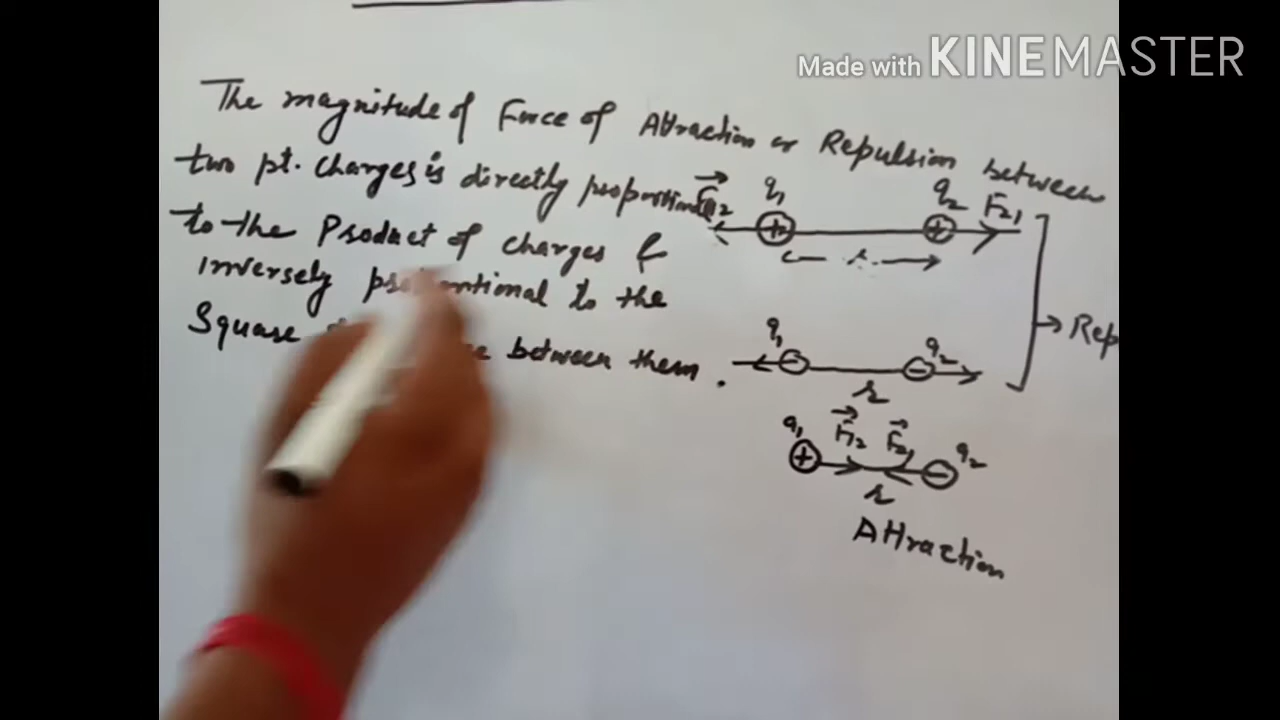 Made with KINEMASTER
The magnitude of Force of Attraction or Repulsion between
two pt. charges is directly proportional
to the Product of charges &
inversely proportional to the
Square between them.
F12 q1 q2 F21
r
q1 q2
r
Rep
q1 F12 F21 q2
r
Attraction